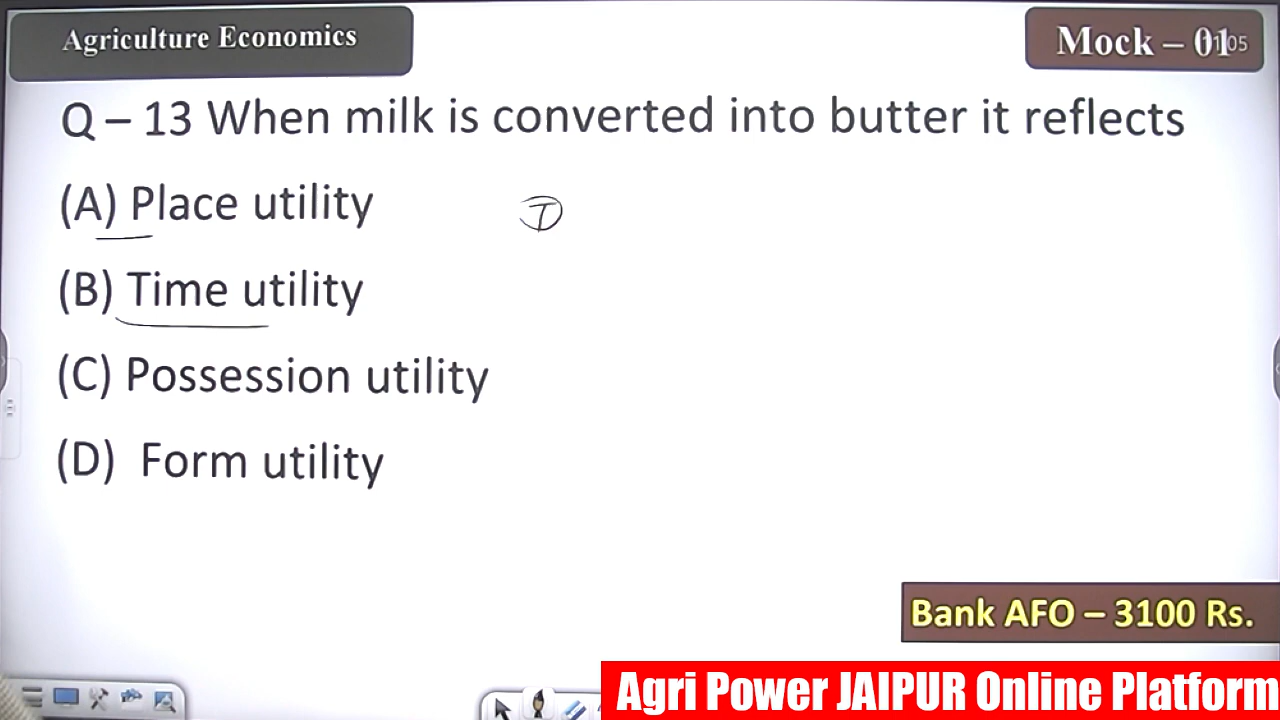 Agriculture Economics
Mock – 01
Q – 13 When milk is converted into butter it reflects
(A) Place utility
(B) Time utility
(C) Possession utility
(D) Form utility
Bank AFO – 3100 Rs.
Agri Power JAIPUR Online Platform